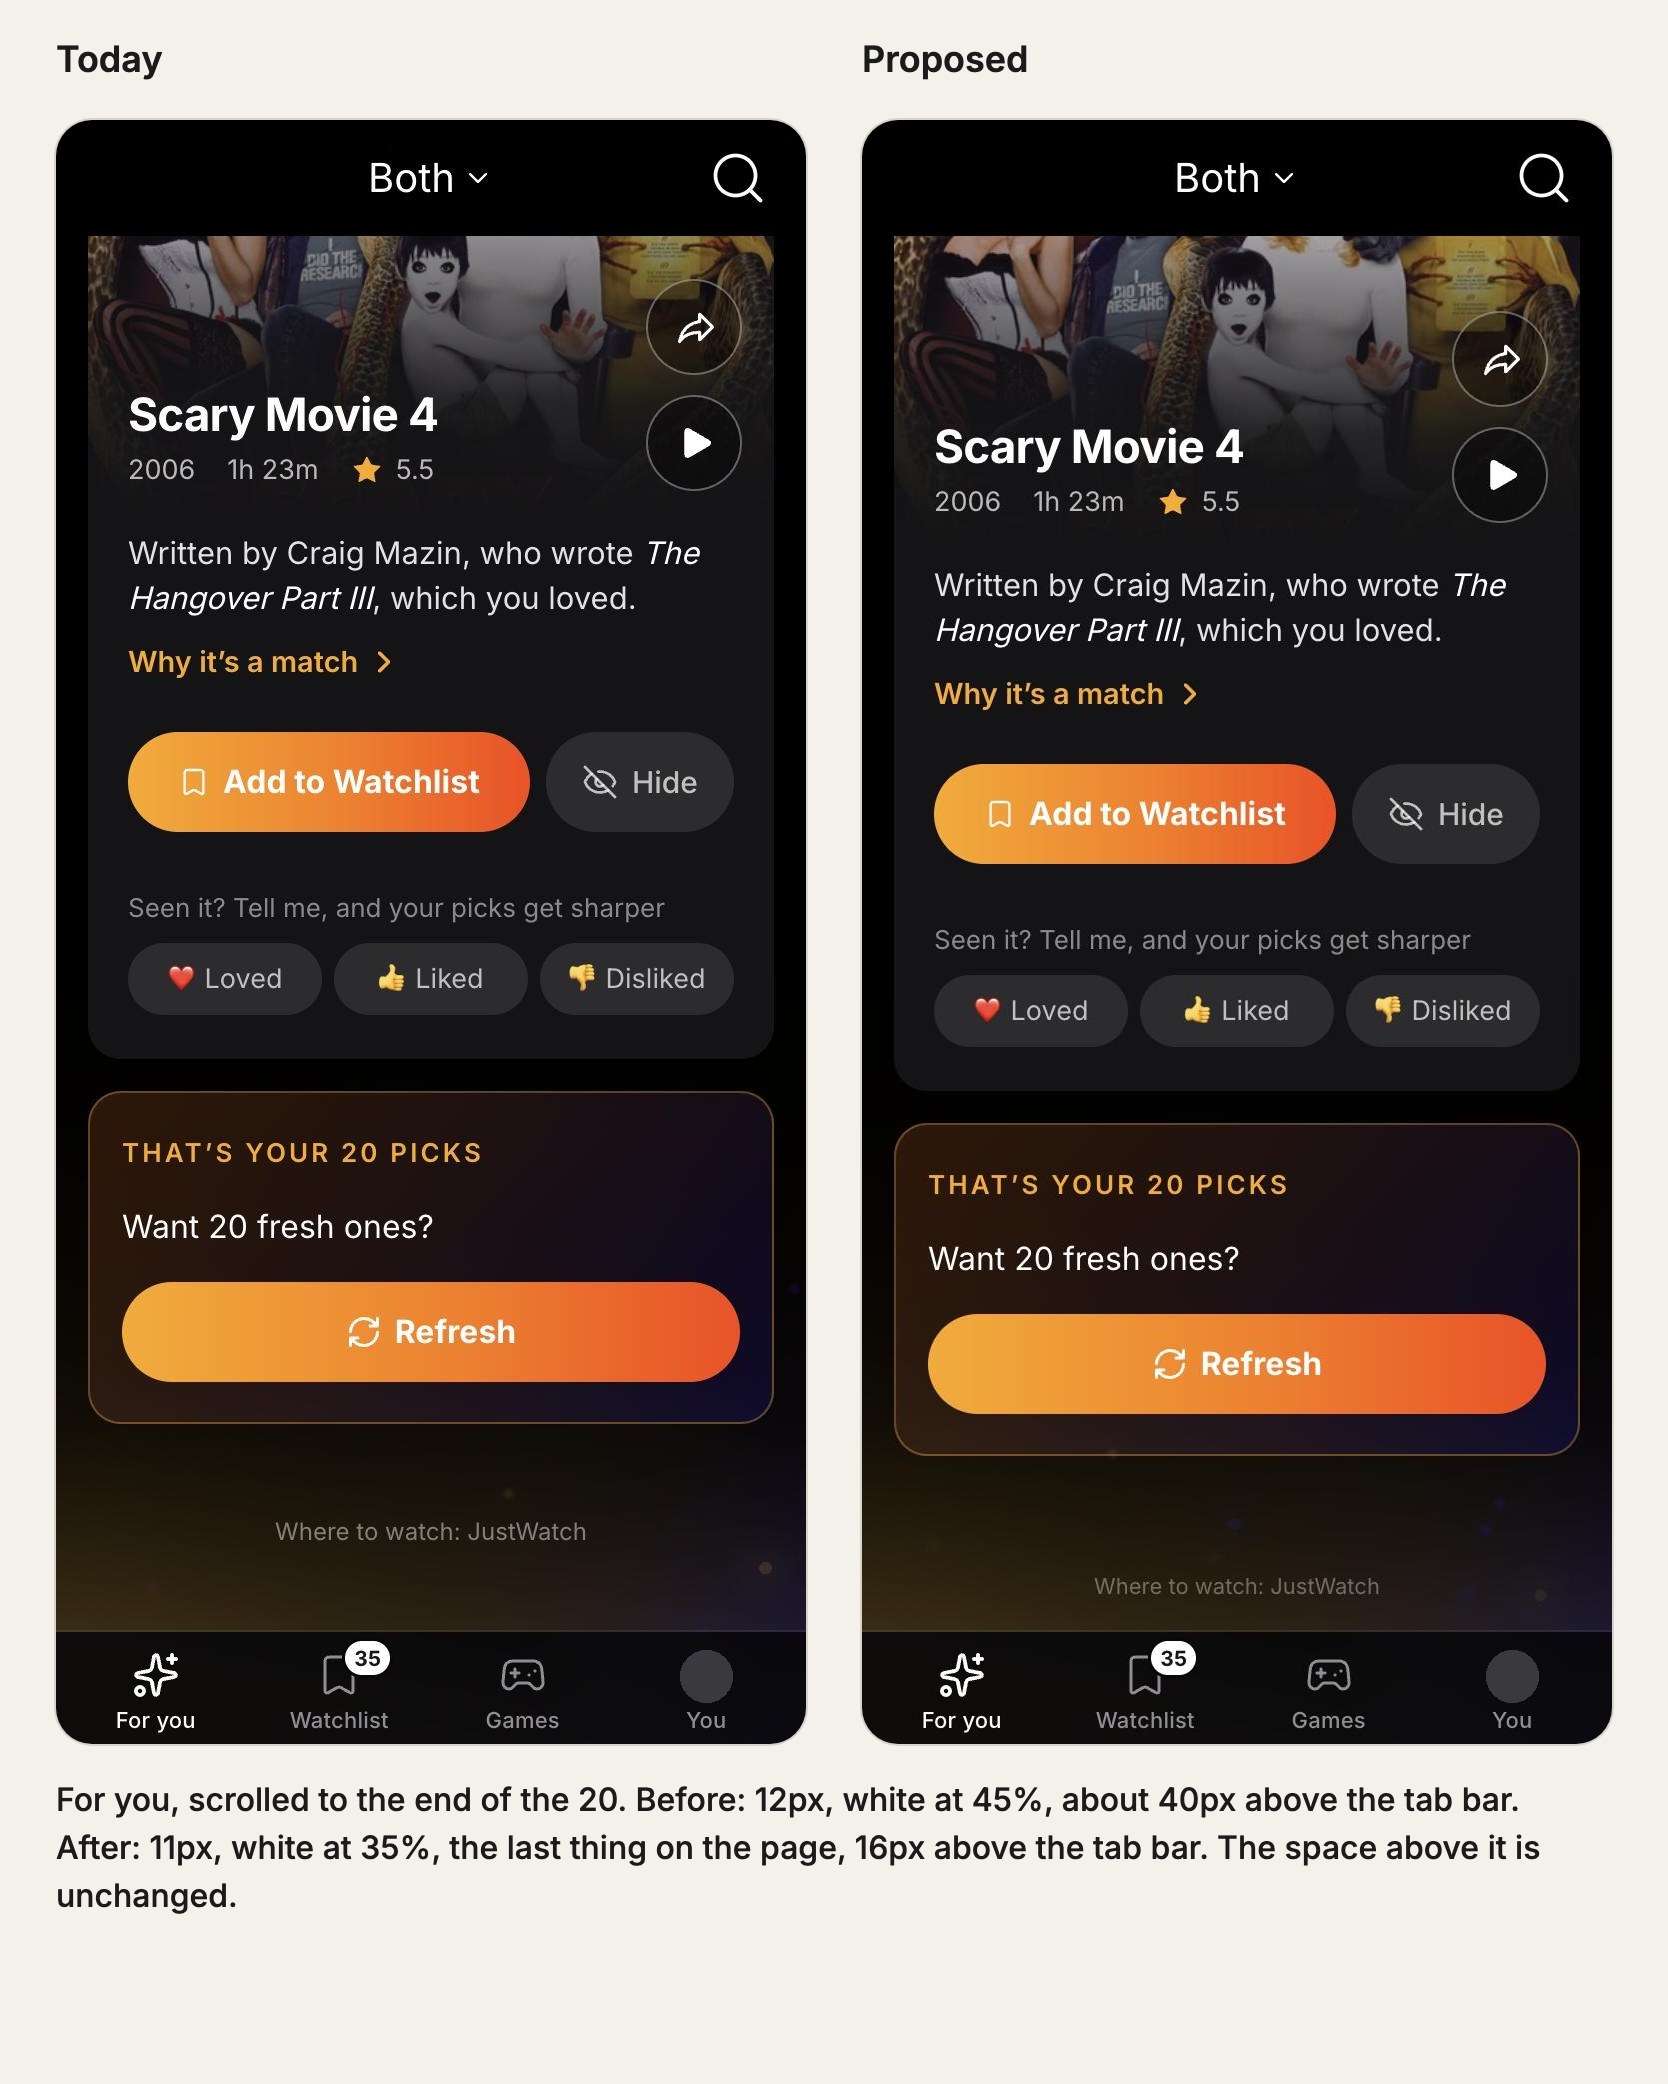 Today
Both
I
DID THE
RESEARCH
Scary Movie 4
2006 1h 23m 5.5
Written by Craig Mazin, who wrote The
Hangover Part III, which you loved.
Why it’s a match
Add to Watchlist
Hide
Seen it? Tell me, and your picks get sharper
Loved
Liked
Disliked
THAT’S YOUR 20 PICKS
Want 20 fresh ones?
Refresh
Where to watch: JustWatch
35
For you
Watchlist
Games
You
Proposed
Both
I
DID THE
RESEARCH
Scary Movie 4
2006 1h 23m 5.5
Written by Craig Mazin, who wrote The
Hangover Part III, which you loved.
Why it’s a match
Add to Watchlist
Hide
Seen it? Tell me, and your picks get sharper
Loved
Liked
Disliked
THAT’S YOUR 20 PICKS
Want 20 fresh ones?
Refresh
Where to watch: JustWatch
35
For you
Watchlist
Games
You
For you, scrolled to the end of the 20. Before: 12px, white at 45%, about 40px above the tab bar.
After: 11px, white at 35%, the last thing on the page, 16px above the tab bar. The space above it is
unchanged.